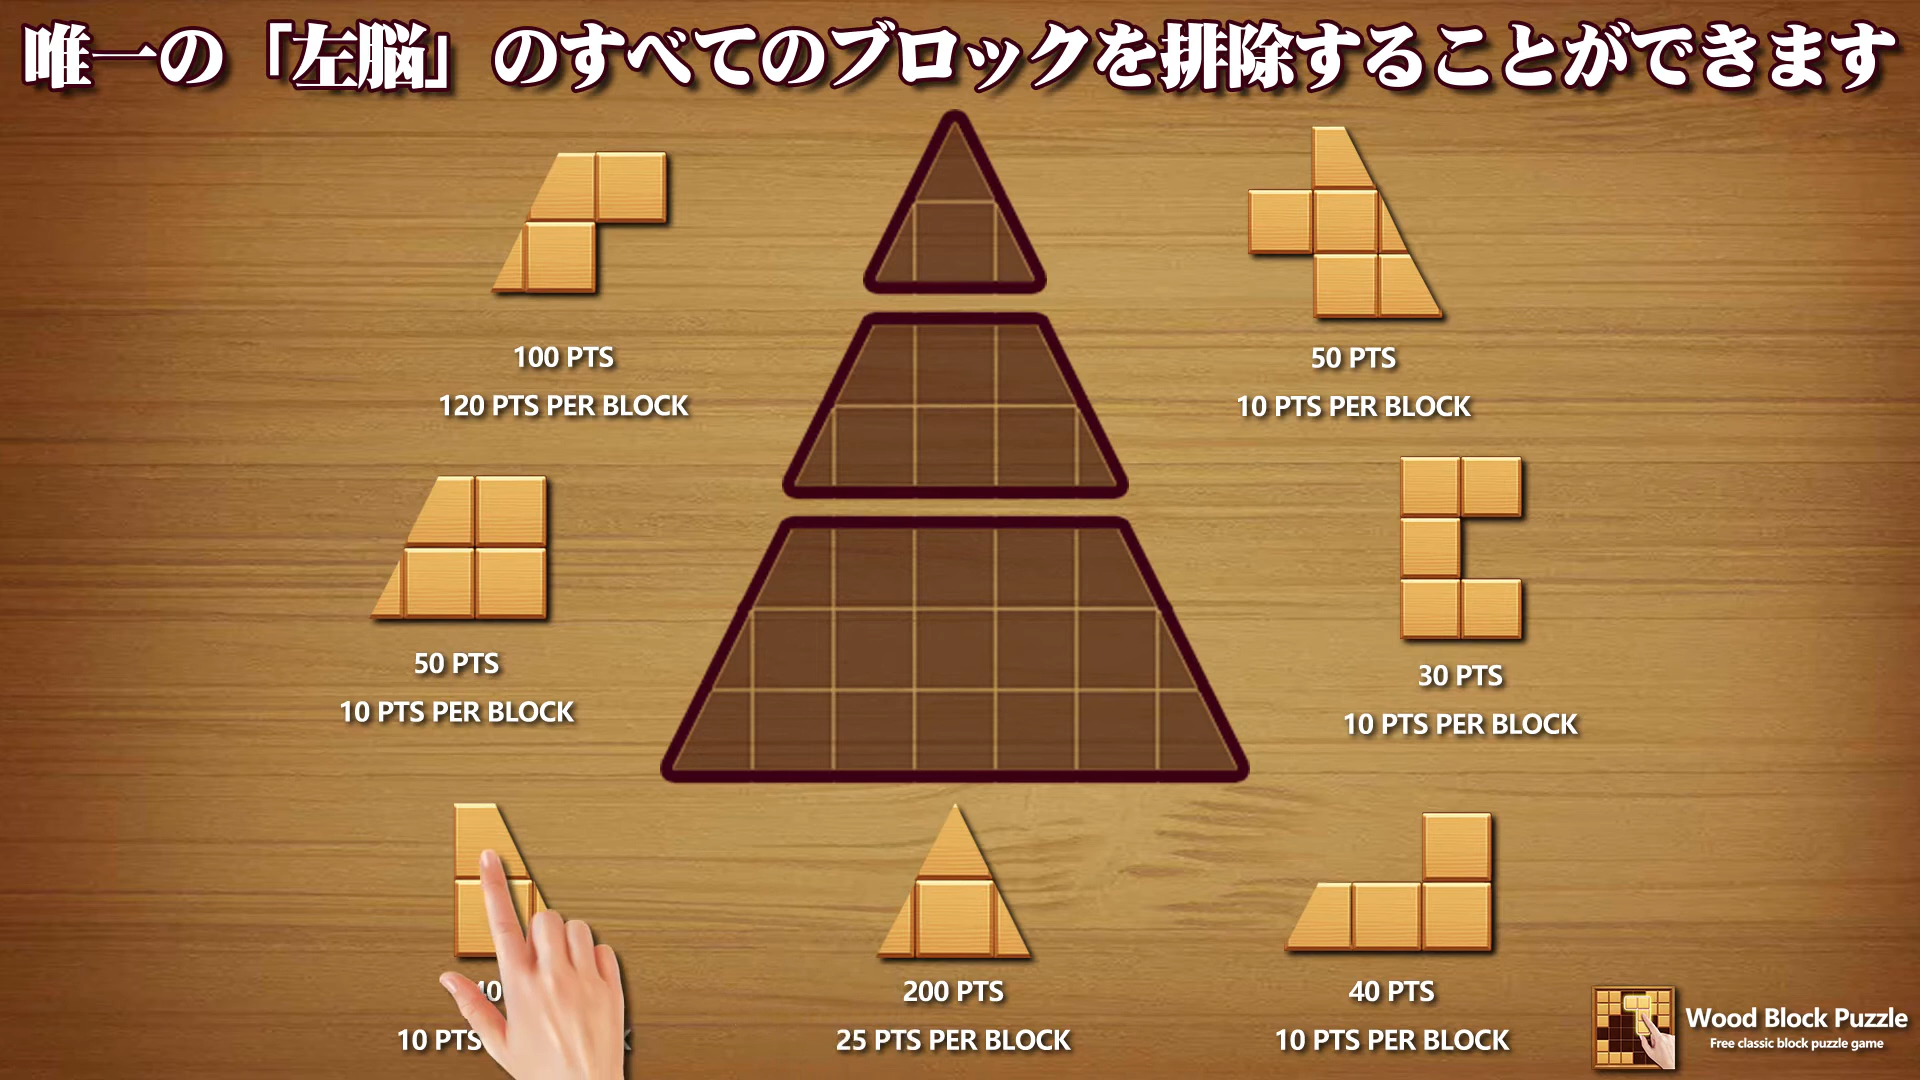 唯一の「左脳」のすべてのブロックを排除することができます
100 PTS
120 PTS PER BLOCK
50 PTS
10 PTS PER BLOCK
50 PTS
10 PTS PER BLOCK
30 PTS
10 PTS PER BLOCK
40
10 PTS
200 PTS
25 PTS PER BLOCK
40 PTS
10 PTS PER BLOCK
Wood Block Puzzle
Free classic block puzzle game